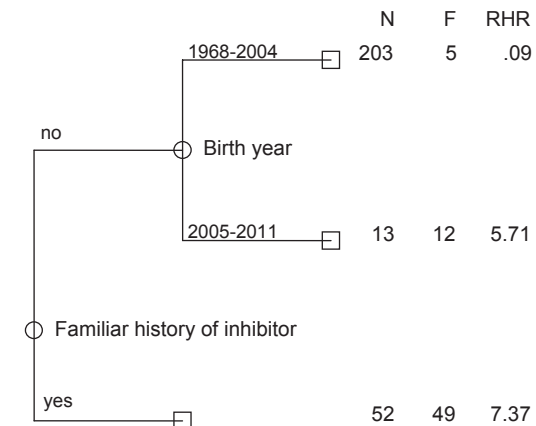 N F RHR
1968-2004 203 5 .09
no
Birth year
2005-2011 13 12 5.71
Familiar history of inhibitor
yes
52 49 7.37